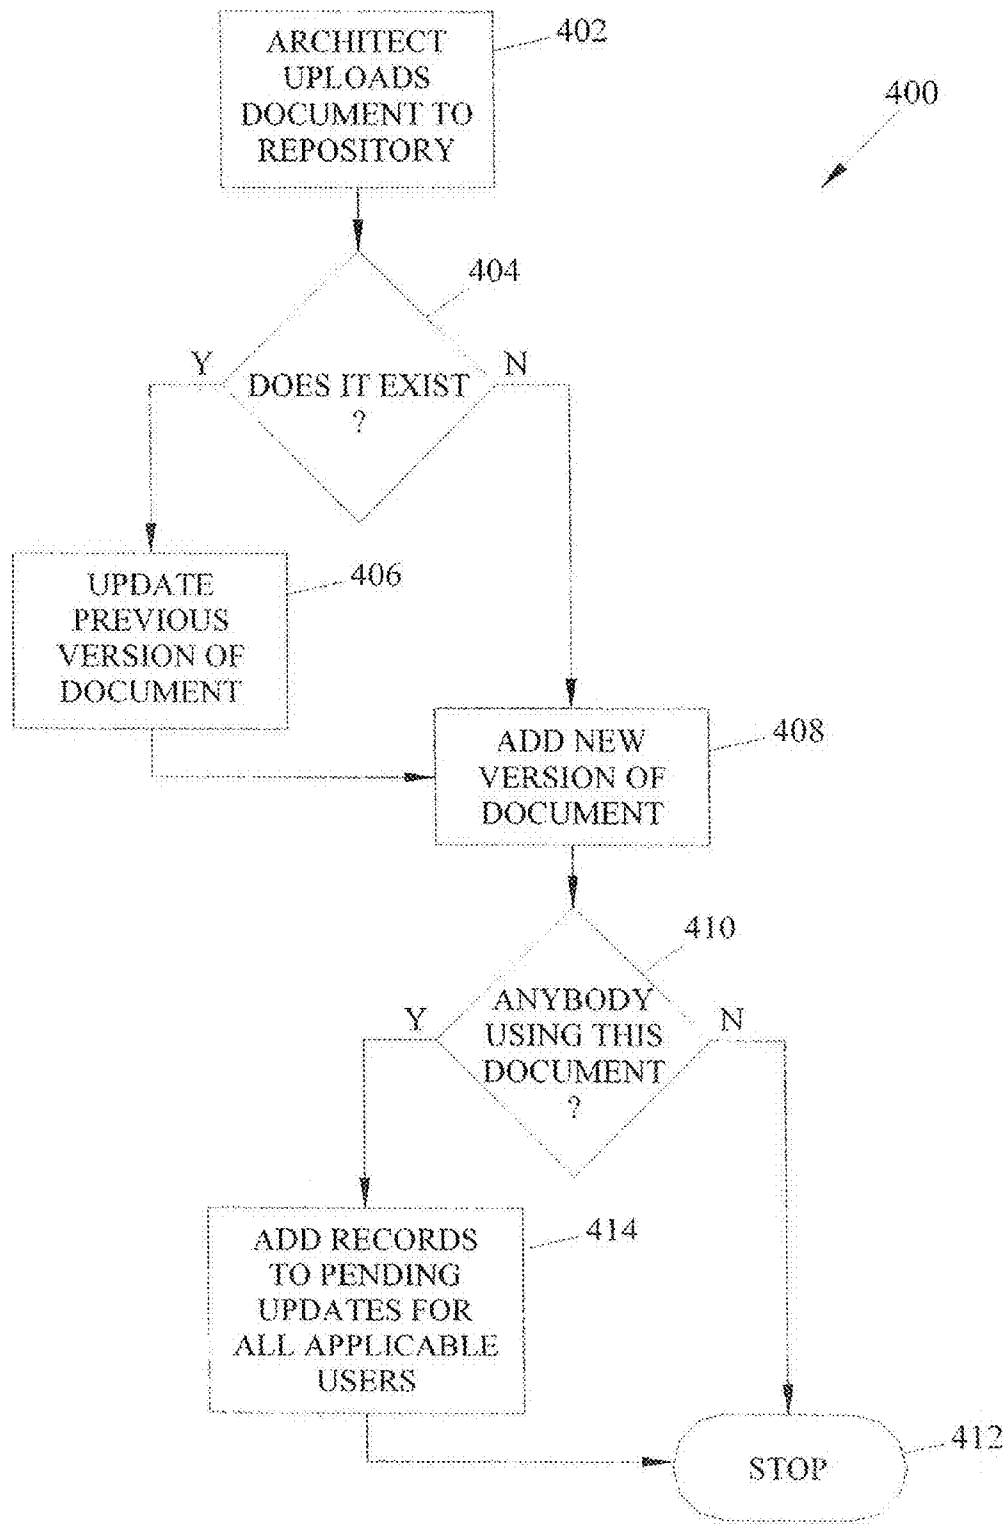 ARCHITECT
UPLOADS
DOCUMENT TO
REPOSITORY
402
400
404
Y
N
DOES IT EXIST
?
UPDATE
PREVIOUS
VERSION OF
DOCUMENT
406
ADD NEW
VERSION OF
DOCUMENT
408
410
Y
N
ANYBODY
USING THIS
DOCUMENT
?
ADD RECORDS
TO PENDING
UPDATES FOR
ALL APPLICABLE
USERS
414
STOP
412